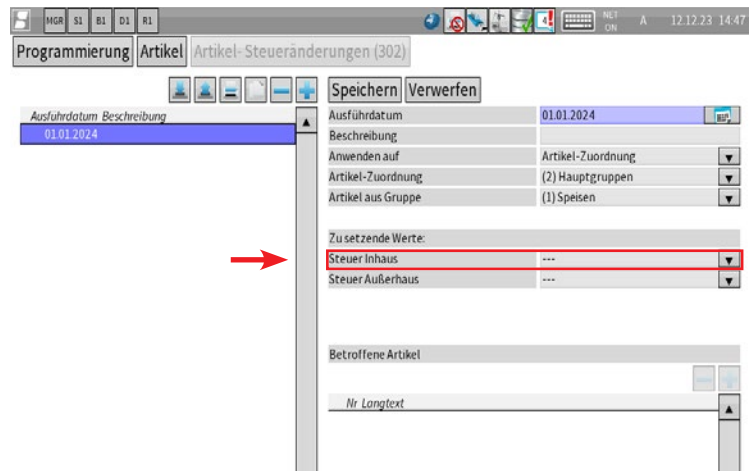 MGR S1 B1 D1 R1 4 NET ON A 12.12.23 14:47
Programmierung Artikel Artikel-Steueränderungen (302)
Speichern Verwerfen
Ausführdatum Beschreibung
01.01.2024
Ausführdatum 01.01.2024
Beschreibung
Anwenden auf Artikel-Zuordnung
Artikel-Zuordnung (2) Hauptgruppen
Artikel aus Gruppe (1) Speisen
Zu setzende Werte:
Steuer Inhaus ---
Steuer Außerhaus ---
Betroffene Artikel
Nr Langtext